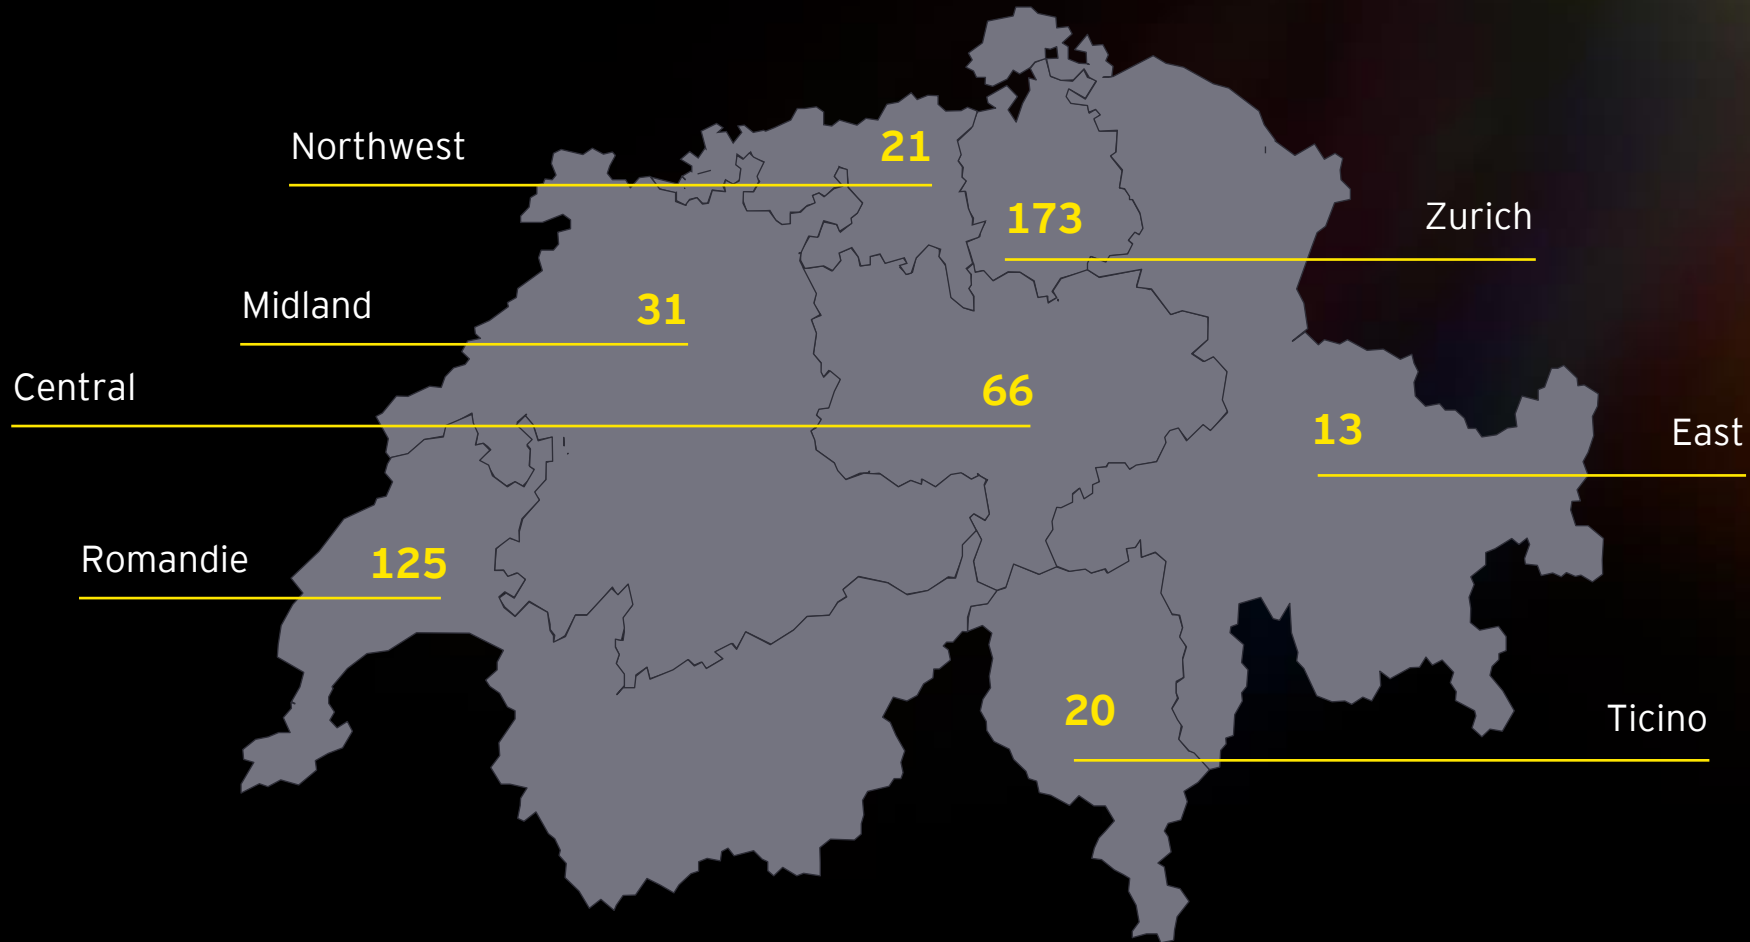 Northwest 21
173 Zurich
Midland 31
Central 66
13 East
Romandie 125
20 Ticino